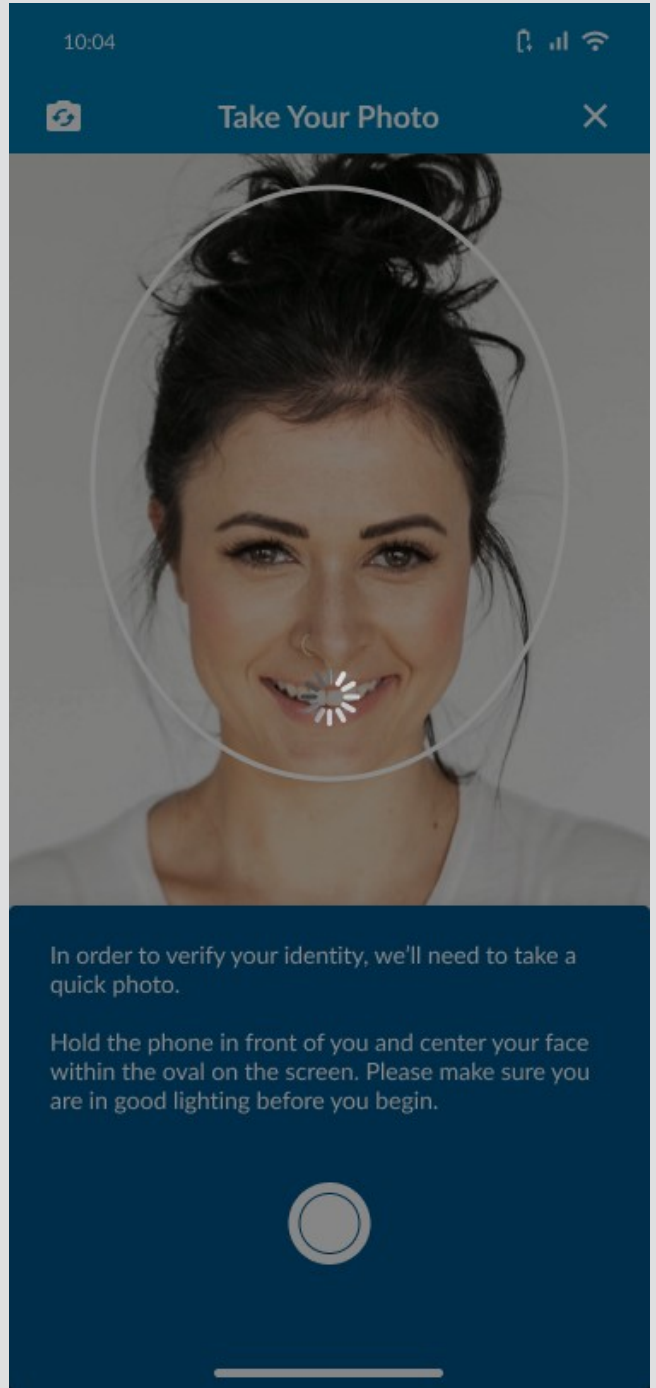 10:04
Take Your Photo
In order to verify your identity, we’ll need to take a
quick photo.
Hold the phone in front of you and center your face
within the oval on the screen. Please make sure you
are in good lighting before you begin.